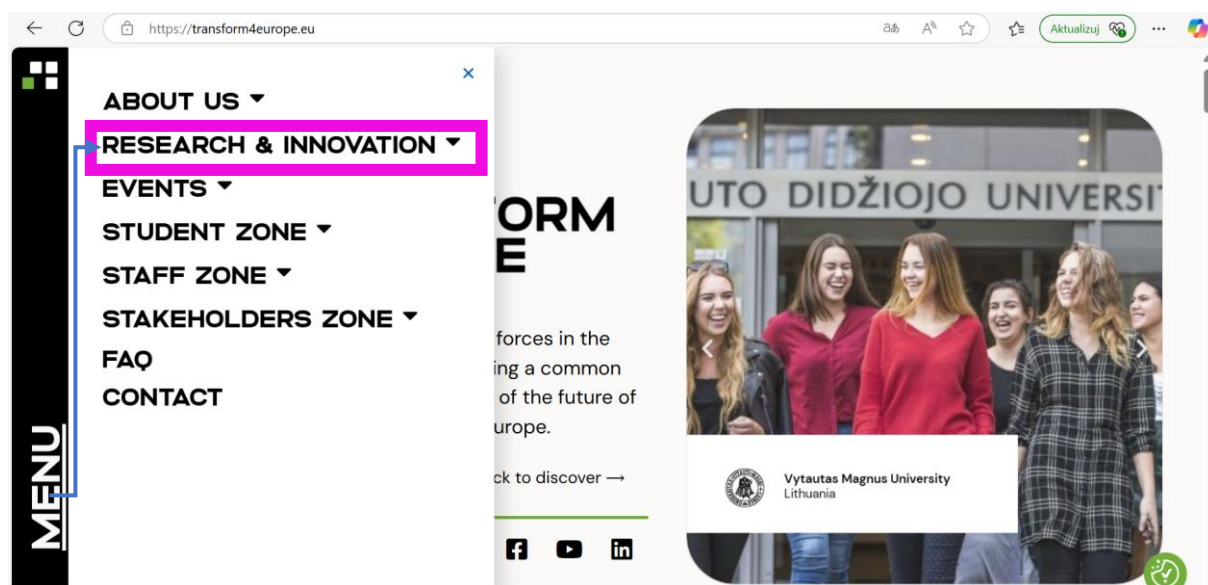 https://transform4europe.eu
Aktualizuj
ABOUT US
RESEARCH & INNOVATION
EVENTS
STUDENT ZONE
STAFF ZONE
STAKEHOLDERS ZONE
FAQ
CONTACT
MENU
ORM
E
forces in the
ing a common
of the future of
urope.
ck to discover →
UTO DIDŽIOJO UNIVERSI
Vytautas Magnus University
Lithuania